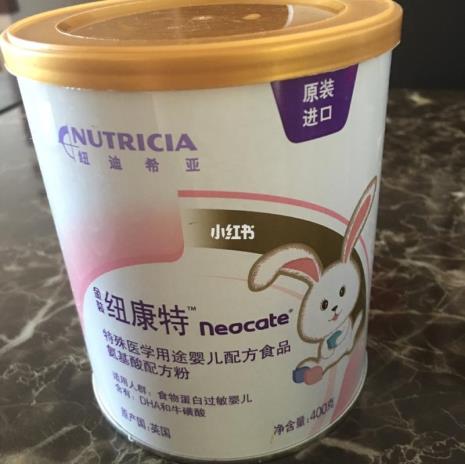 原装
进口
NUTRICIA
纽迪希亚
小红书
金装 纽康特™ Neocate®
特殊医学用途婴儿配方食品
氨基酸配方粉
适用人群：食物蛋白过敏婴儿
含有：DHA和牛磺酸
原产国：英国
净含量：400克